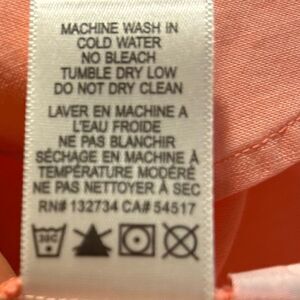 MACHINE WASH IN
COLD WATER
NO BLEACH
TUMBLE DRY LOW
DO NOT DRY CLEAN
LAVER EN MACHINE A
L'EAU FROIDE
NE PAS BLANCHIR
SÉCHAGE EN MACHINE À
TEMPÉRATURE MODÉRÉ
NE PAS NETTOYER À SEC
RN# 132734 CA# 54517
30C